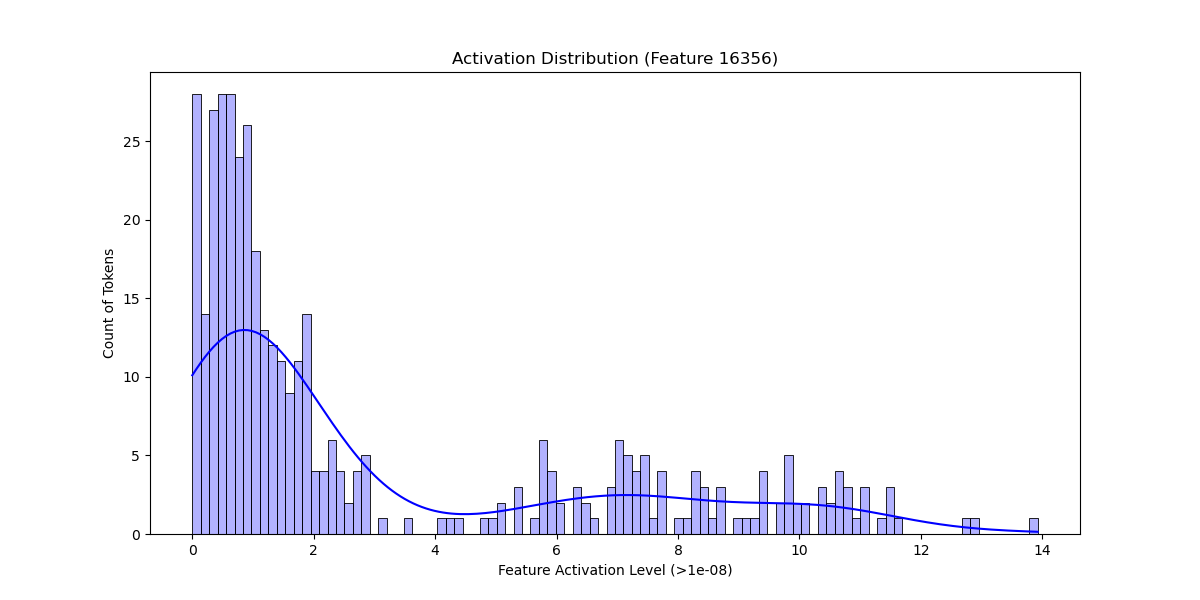 Activation Distribution (Feature 16356)
Count of Tokens
25
20
15
10
5
0
0 2 4 6 8 10 12 14
Feature Activation Level (>1e-08)